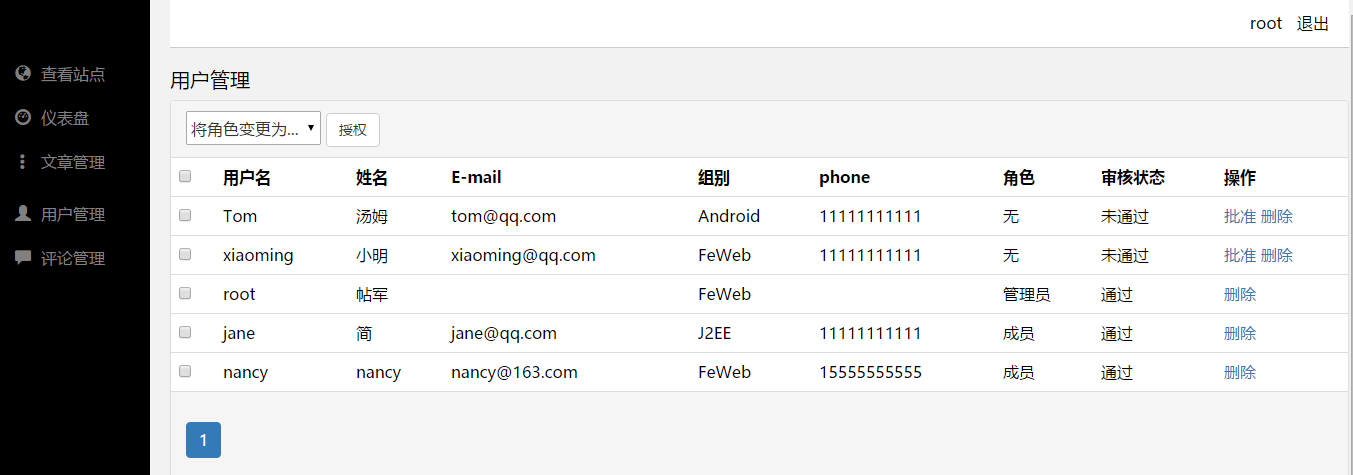 root 退出
查看站点
仪表盘
文章管理
用户管理
评论管理
用户管理
将角色变更为... 授权
用户名 姓名 E-mail 组别 phone 角色 审核状态 操作
Tom 汤姆 tom@qq.com Android 11111111111 无 未通过 批准 删除
xiaoming 小明 xiaoming@qq.com FeWeb 11111111111 无 未通过 批准 删除
root 帖军 FeWeb 管理员 通过 删除
jane 简 jane@qq.com J2EE 11111111111 成员 通过 删除
nancy nancy nancy@163.com FeWeb 15555555555 成员 通过 删除
1